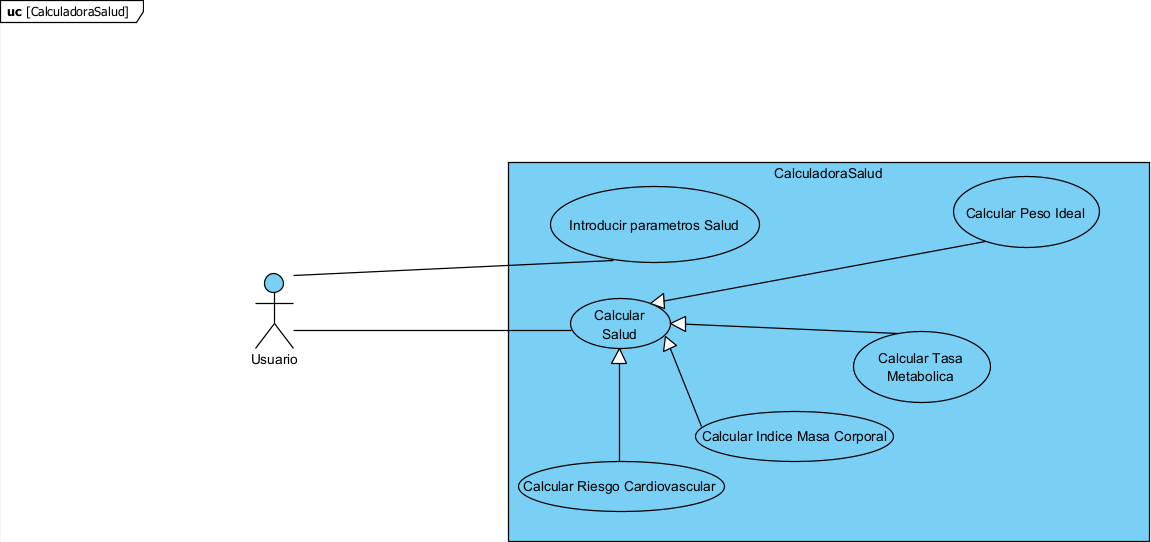 uc [CalculadoraSalud]
CalculadoraSalud
Calcular Peso Ideal
Introducir parametros Salud
Calcular
Salud
Usuario
Calcular Tasa
Metabolica
Calcular Indice Masa Corporal
Calcular Riesgo Cardiovascular